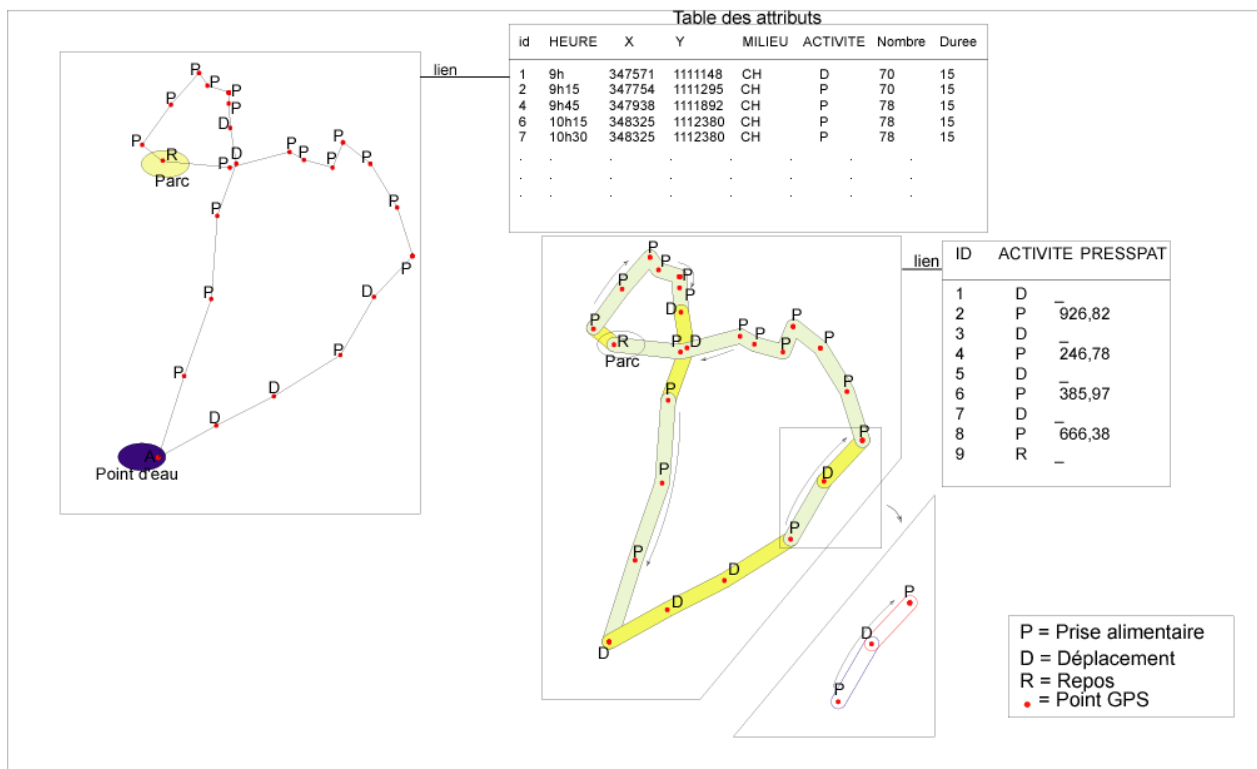 Table des attributs
id HEURE X Y MILIEU ACTIVITE Nombre Duree
1 9h 347571 1111148 CH D 70 15
2 9h15 347754 1111295 CH P 70 15
4 9h45 347938 1111892 CH P 78 15
6 10h15 348325 1112380 CH P 78 15
7 10h30 348325 1112380 CH P 78 15
. . . . . . .
. . . . . . .
. . . . . . .
lien
P
P P
P P
D
P R P D P P P P P
Parc
P P
P
D
P
P
P
D
D
A
Point d'eau
lien
ID ACTIVITE PRESSPAT
1 D _
2 P 926,82
3 D _
4 P 246,78
5 D _
6 P 385,97
7 D _
8 P 666,38
9 R _
P
P P
P P
D
P R P D P P P P P
Parc
P P
P
D
P
P
P
D
D
D
P
D
P
P = Prise alimentaire
D = Déplacement
R = Repos
= Point GPS